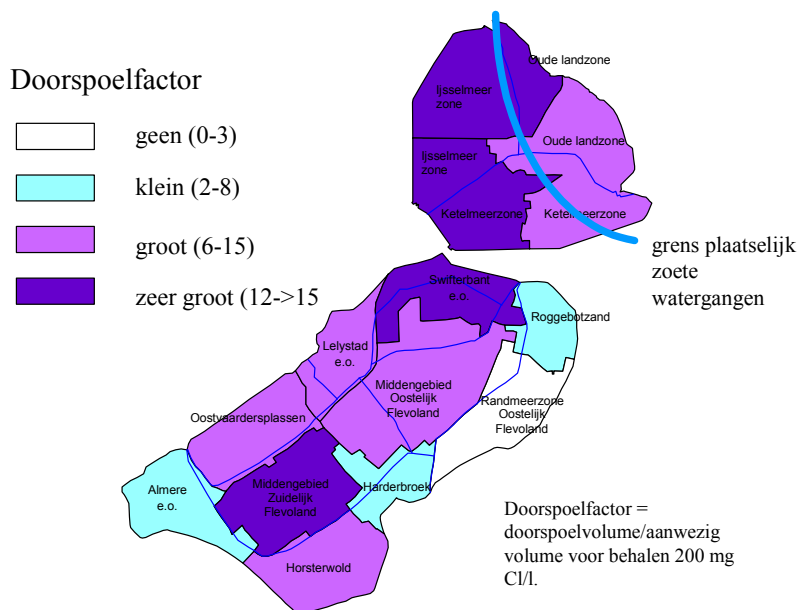 Doorspoelfactor
geen (0-3)
klein (2-8)
groot (6-15)
zeer groot (12->15
Oude landzone
Ijsselmeer
zone
Oude landzone
Ijsselmeer
zone
Ketelmeerzone
Ketelmeerzone
grens plaatselijk
zoete
watergangen
Swifterbant
e.o.
Roggebotzand
Lelystad
e.o.
Middengebied
Oostelijk
Flevoland
Randmeerzone
Oostelijk
Flevoland
Oostvaardersplassen
Almere
e.o.
Middengebied
Zuidelijk
Flevoland
Harderbroek
Horsterwold
Doorspoelfactor =
doorspoelvolume/aanwezig
volume voor behalen 200 mg
Cl/l.